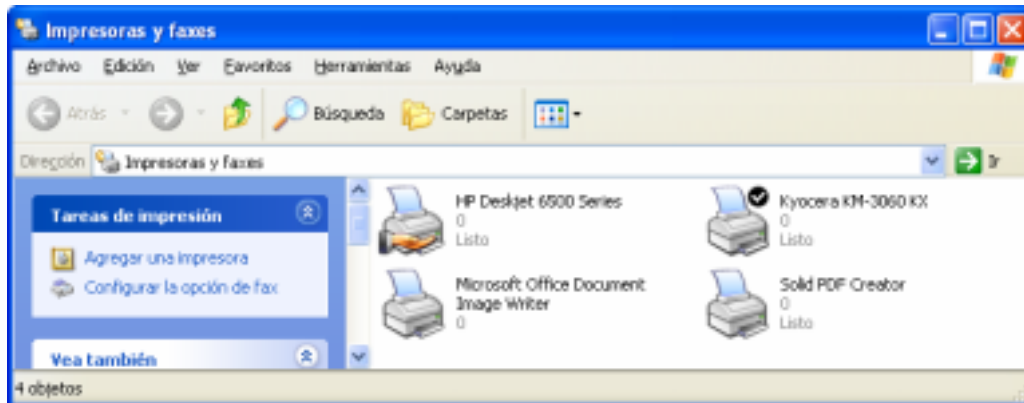 Impresoras y faxes
Archivo Edición Ver Favoritos Herramientas Ayuda
Atrás Búsqueda Carpetas
Dirección Impresoras y faxes Ir
Tareas de impresión
Agregar una impresora
Configurar la opción de fax
Vea también
HP Deskjet 6500 Series
0
Listo
Kyocera KM-3060 KX
0
Listo
Microsoft Office Document
Image Writer
0
Solid PDF Creator
0
Listo
4 objetos